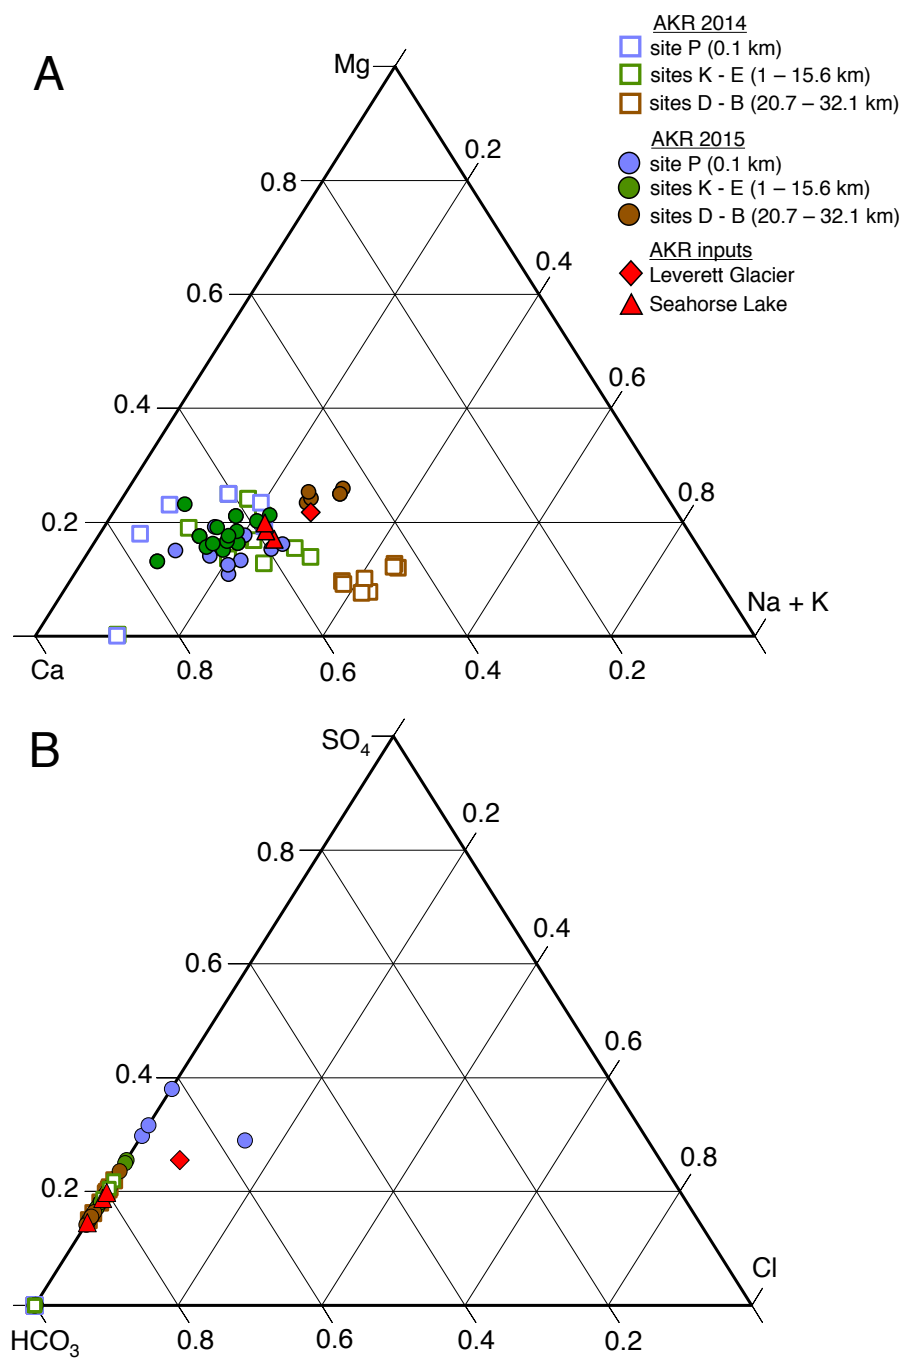 AKR 2014
site P (0.1 km)
sites K - E (1 – 15.6 km)
sites D - B (20.7 – 32.1 km)
AKR 2015
site P (0.1 km)
sites K - E (1 – 15.6 km)
sites D - B (20.7 – 32.1 km)
AKR inputs
Leverett Glacier
Seahorse Lake
A
Mg
0.2
0.8
0.4
0.6
0.6
0.4
0.8
0.2
Na + K
Ca
0.8
0.6
0.4
0.2
B
SO4
0.2
0.8
0.4
0.6
0.6
0.4
0.8
0.2
Cl
HCO3
0.8
0.6
0.4
0.2